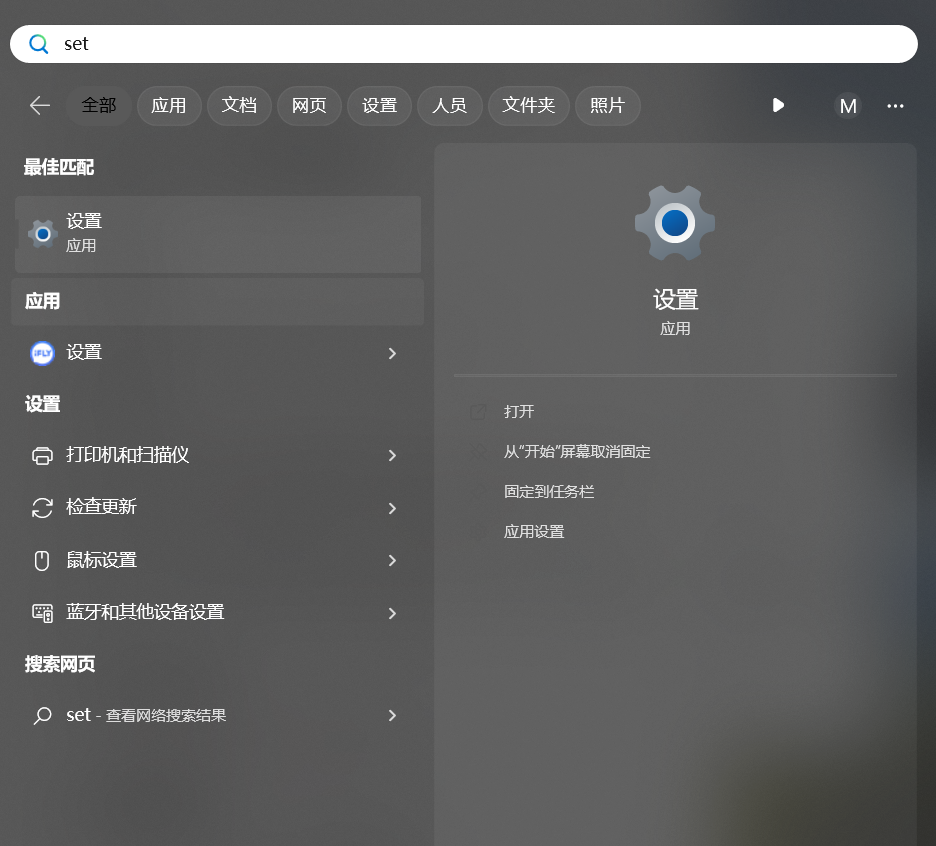 set
全部 应用 文档 网页 设置 人员 文件夹 照片 M
最佳匹配
设置
应用
应用
iFLY 设置
设置
打印机和扫描仪
检查更新
鼠标设置
蓝牙和其他设备设置
搜索网页
set - 查看网络搜索结果
设置
应用
打开
从"开始"屏幕取消固定
固定到任务栏
应用设置